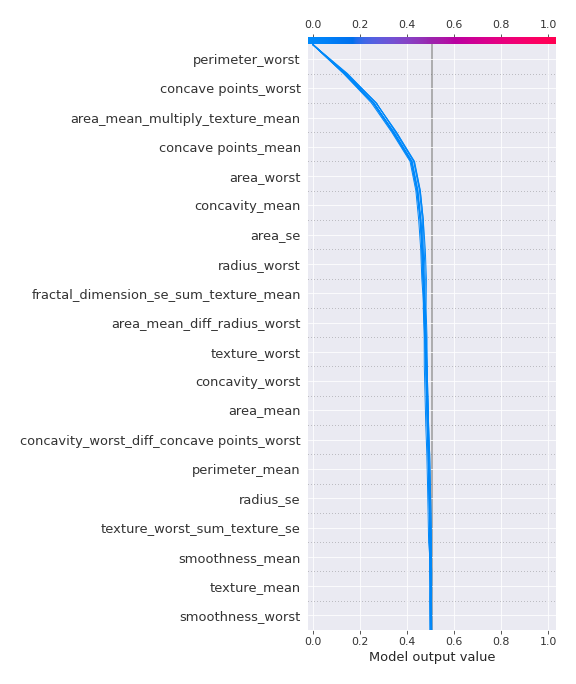 0.0 0.2 0.4 0.6 0.8 1.0
perimeter_worst
concave points_worst
area_mean_multiply_texture_mean
concave points_mean
area_worst
concavity_mean
area_se
radius_worst
fractal_dimension_se_sum_texture_mean
area_mean_diff_radius_worst
texture_worst
concavity_worst
area_mean
concavity_worst_diff_concave points_worst
perimeter_mean
radius_se
texture_worst_sum_texture_se
smoothness_mean
texture_mean
smoothness_worst
0.0 0.2 0.4 0.6 0.8 1.0
Model output value